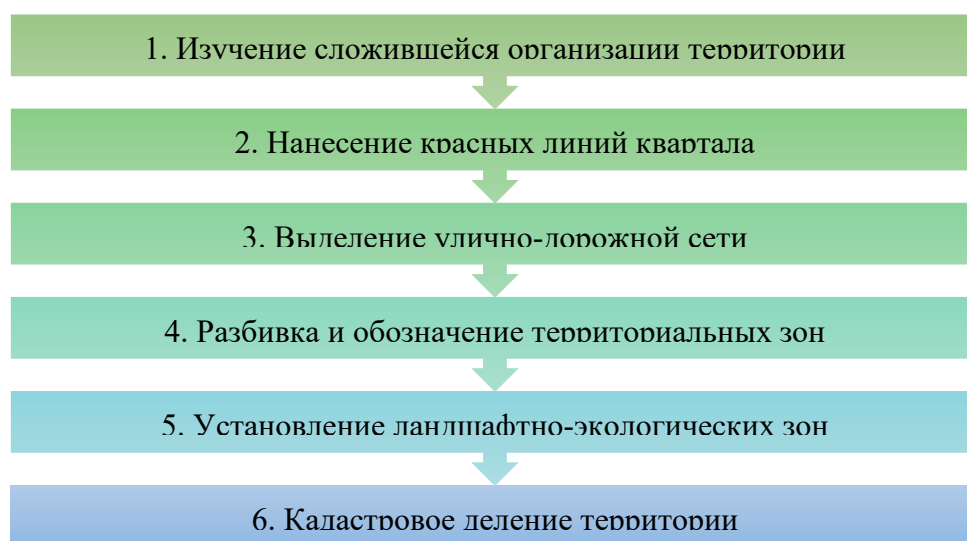 1. Изучение сложившейся организации территории
2. Нанесение красных линий квартала
3. Выделение улично-дорожной сети
4. Разбивка и обозначение территориальных зон
5. Установление ландшафтно-экологических зон
6. Кадастровое деление территории